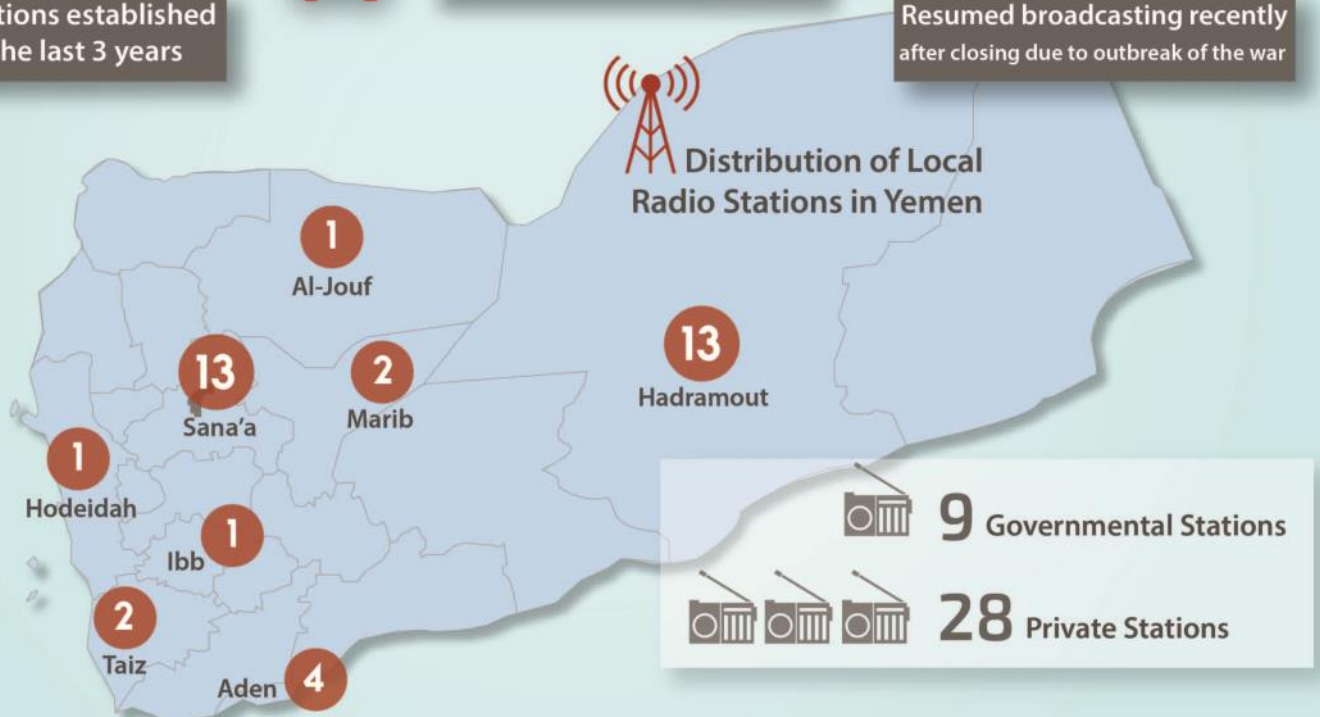 tions established
he last 3 years
Resumed broadcasting recently
after closing due to outbreak of the war
Distribution of Local
Radio Stations in Yemen
1
Al-Jouf
13
Sana'a
2
Marib
13
Hadramout
1
Hodeidah
1
Ibb
2
Taiz
Aden 4
9 Governmental Stations
28 Private Stations